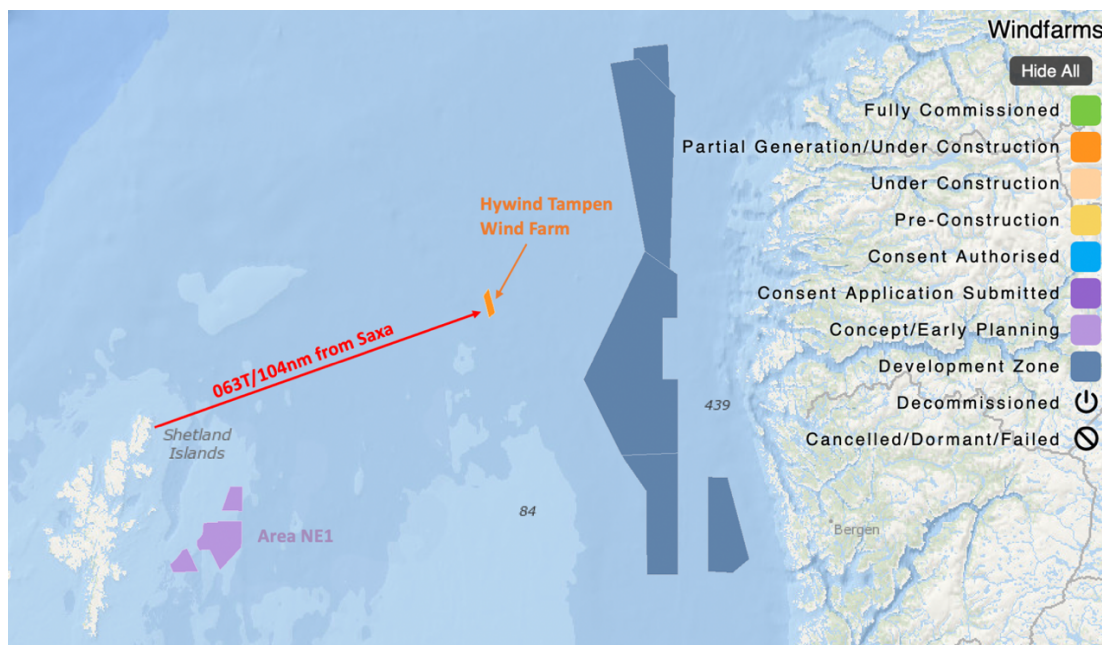 Windfarms
Hide All
Fully Commissioned
Partial Generation/Under Construction
Under Construction
Pre-Construction
Consent Authorised
Consent Application Submitted
Concept/Early Planning
Development Zone
Decommissioned
Cancelled/Dormant/Failed
Hywind Tampen
Wind Farm
063T/104nm from Saxa
Shetland
Islands
439
84
Area NE1
Bergen